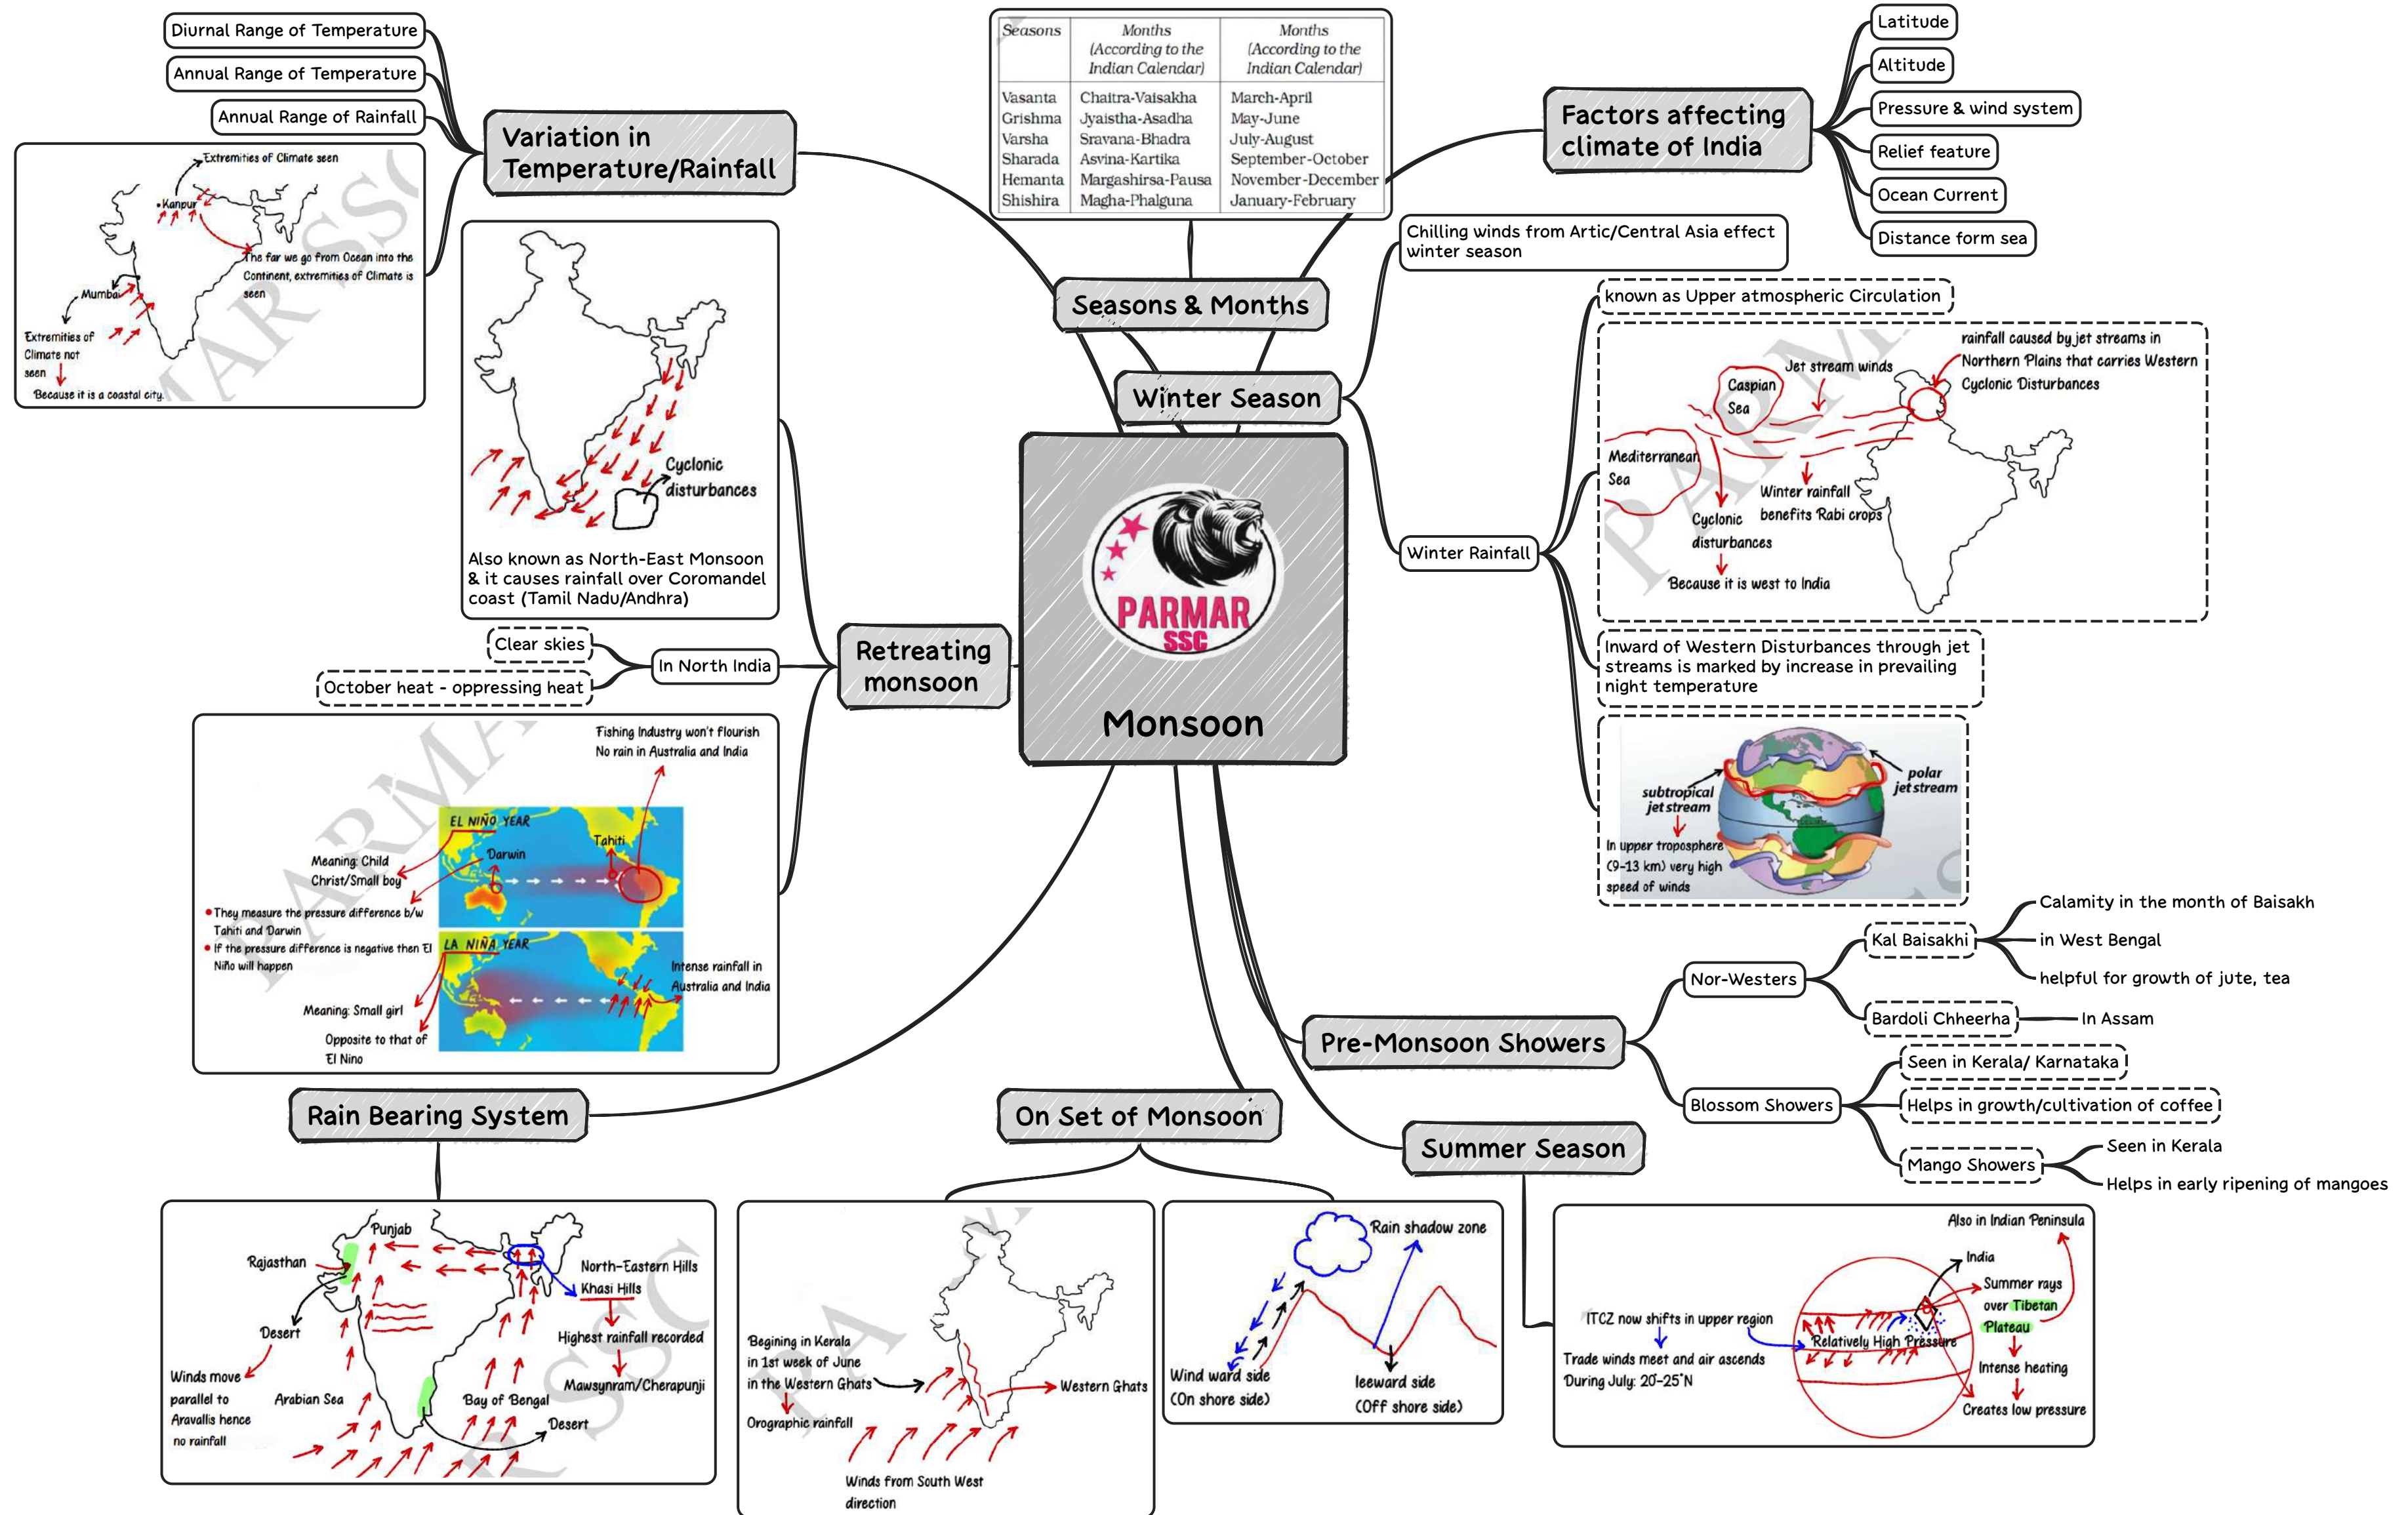 Diurnal Range of Temperature
Annual Range of Temperature
Annual Range of Rainfall
Variation in
Temperature/Rainfall
Extremities of Climate seen
Kanpur
The far we go from Ocean into the
Continent, extremities of Climate is
seen
Mumbai
Extremities of
Climate not
seen
Because it is a coastal city.
MAR SSC
Seasons
Months
(According to the
Indian Calendar)
Months
(According to the
Indian Calendar)
Vasanta Chaitra-Vaisakha March-April
Grishma Jyaistha-Asadha May-June
Varsha Sravana-Bhadra July-August
Sharada Asvina-Kartika September-October
Hemanta Margashirsa-Pausa November-December
Shishira Magha-Phalguna January-February
Seasons & Months
Factors affecting
climate of India
Latitude
Altitude
Pressure & wind system
Relief feature
Ocean Current
Distance form sea
Winter Season
Chilling winds from Artic/Central Asia effect
winter season
Winter Rainfall
known as Upper atmospheric Circulation
rainfall caused by jet streams in
Northern Plains that carries Western
Cyclonic Disturbances
Jet stream winds
Caspian
Sea
Mediterranean
Sea
Winter rainfall
benefits Rabi crops
Cyclonic
disturbances
Because it is west to India
PARM
Inward of Western Disturbances through jet
streams is marked by increase in prevailing
night temperature
subtropical
jet stream
polar
jet stream
In upper troposphere
(9-13 km) very high
speed of winds
PARMAR
SSC
Monsoon
Retreating
monsoon
Cyclonic
disturbances
Also known as North-East Monsoon
& it causes rainfall over Coromandel
coast (Tamil Nadu/Andhra)
In North India
Clear skies
October heat - oppressing heat
Fishing Industry won't flourish
No rain in Australia and India
EL NIÑO YEAR
Tahiti
Darwin
Meaning: Child
Christ/Small boy
They measure the pressure difference b/w
Tahiti and Darwin
If the pressure difference is negative then El
Niño will happen
LA NIÑA YEAR
Intense rainfall in
Australia and India
Meaning: Small girl
Opposite to that of
El Nino
PARMA
Pre-Monsoon Showers
Nor-Westers
Kal Baisakhi
Calamity in the month of Baisakh
in West Bengal
helpful for growth of jute, tea
Bardoli Chheerha
In Assam
Blossom Showers
Seen in Kerala/ Karnataka
Helps in growth/cultivation of coffee
Mango Showers
Seen in Kerala
Helps in early ripening of mangoes
Rain Bearing System
Punjab
Rajasthan
North-Eastern Hills
Khasi Hills
Desert
Highest rainfall recorded
Mawsynram/Cherapunji
Winds move
parallel to
Aravallis hence
no rainfall
Arabian Sea
Bay of Bengal
Desert
R SSC
On Set of Monsoon
Begining in Kerala
in 1st week of June
in the Western Ghats
Orographic rainfall
Western Ghats
Winds from South West
direction
PA M
Rain shadow zone
Wind ward side
(On shore side)
leeward side
(Off shore side)
Summer Season
Also in Indian Peninsula
India
Summer rays
over Tibetan
Plateau
ITCZ now shifts in upper region
Relatively High Pressure
Trade winds meet and air ascends
During July: 20°-25°N
Intense heating
Creates low pressure